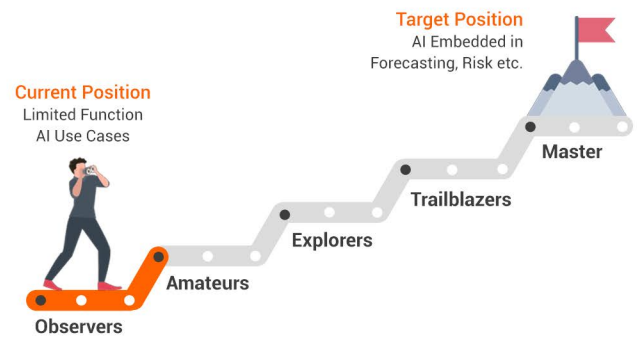 Target Position
AI Embedded in
Forecasting, Risk etc.
Current Position
Limited Function
AI Use Cases
Master
Trailblazers
Explorers
Amateurs
Observers